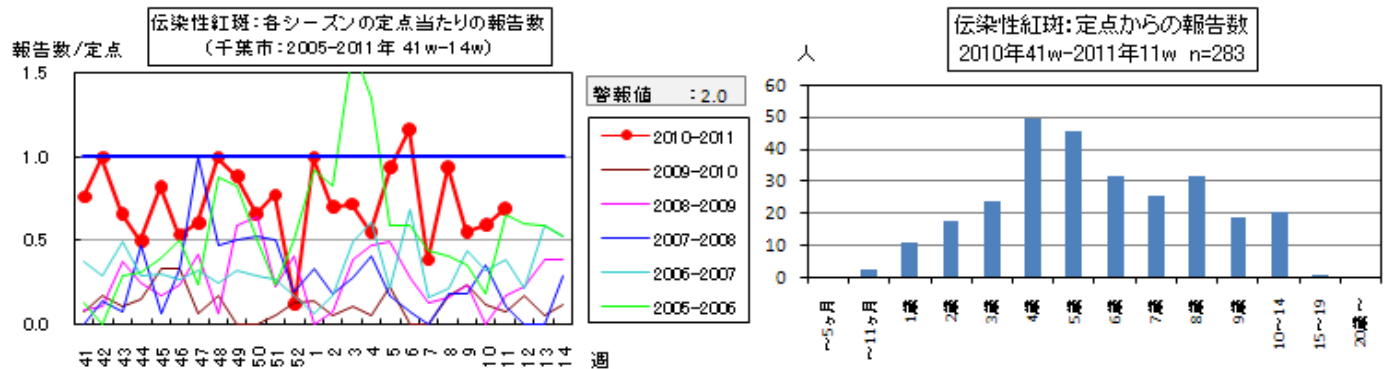 伝染性紅斑：各シーズンの定点当たりの報告数
（千葉市：2005-2011年 41w-14w）
報告数/定点
1.5
1.0
0.5
0.0
41 42 43 44 45 46 47 48 49 50 51 52 1 2 3 4 5 6 7 8 9 10 11 12 13 14 週
警報値 ：2.0
2010-2011
2009-2010
2008-2009
2007-2008
2006-2007
2005-2006
伝染性紅斑：定点からの報告数
2010年41w-2011年11w n=283
人
60
50
40
30
20
10
0
～5ヶ月 ～11ヶ月 1歳 2歳 3歳 4歳 5歳 6歳 7歳 8歳 9歳 10～14 15～19 20歳～